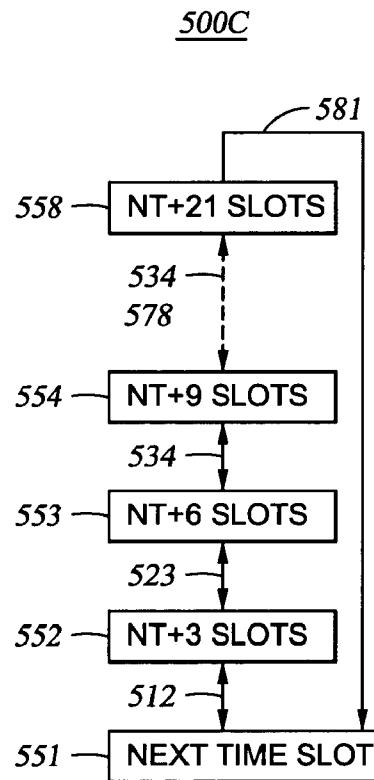 500C
581
558 NT+21 SLOTS
534
578
554 NT+9 SLOTS
534
553 NT+6 SLOTS
523
552 NT+3 SLOTS
512
551 NEXT TIME SLOT